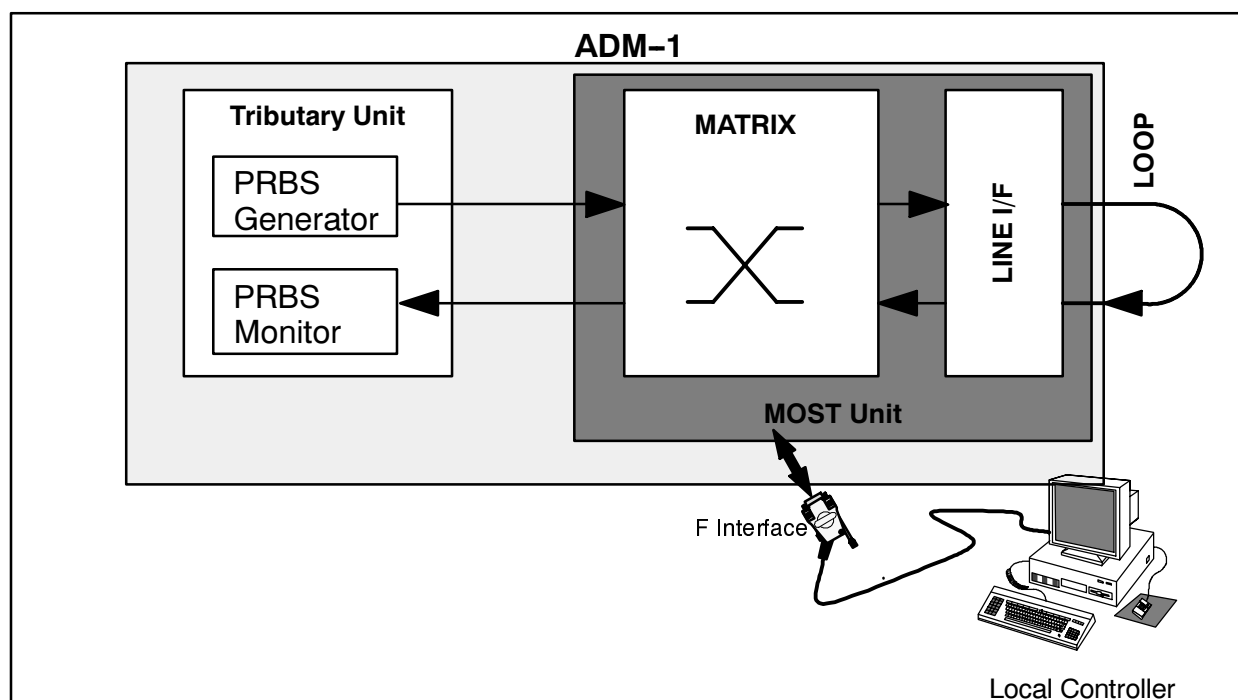 ADM–1
Tributary Unit
PRBS
Generator
PRBS
Monitor
MATRIX
LINE I/F
LOOP
MOST Unit
F Interface
Local Controller